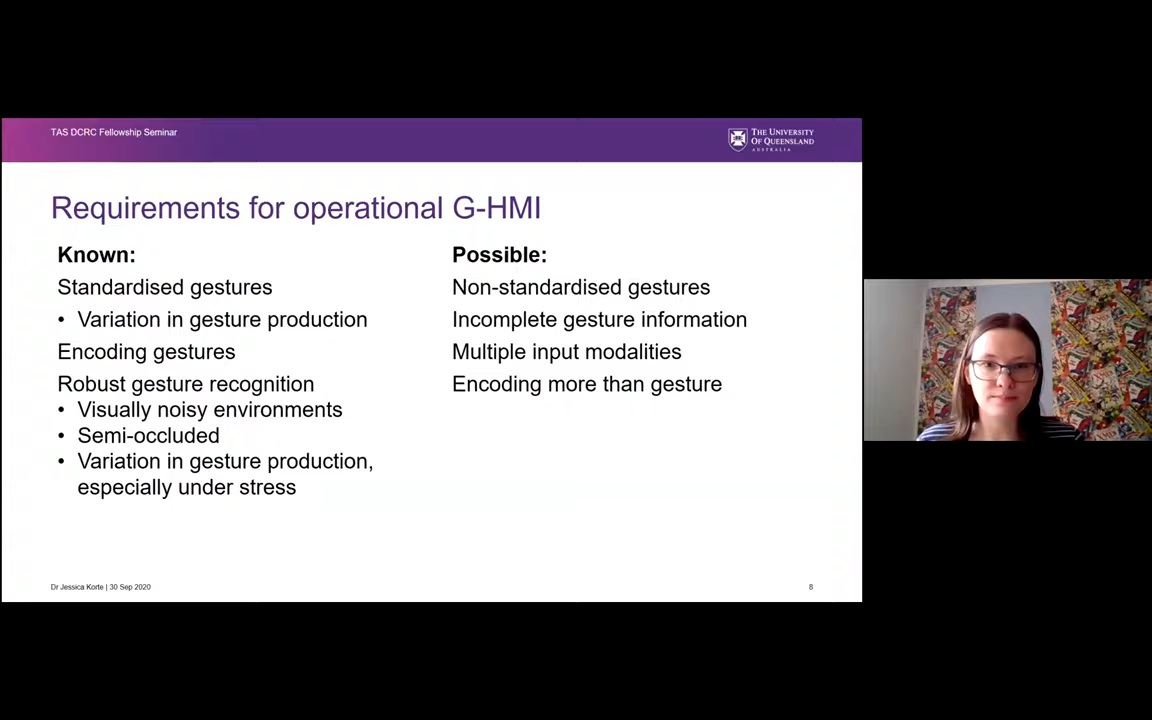 TAS DCRC Fellowship Seminar
THE UNIVERSITY
OF QUEENSLAND
AUSTRALIA
Requirements for operational G-HMI
Known:
Standardised gestures
• Variation in gesture production
Encoding gestures
Robust gesture recognition
• Visually noisy environments
• Semi-occluded
• Variation in gesture production,
especially under stress
Possible:
Non-standardised gestures
Incomplete gesture information
Multiple input modalities
Encoding more than gesture
Dr Jessica Korte | 30 Sep 2020
8